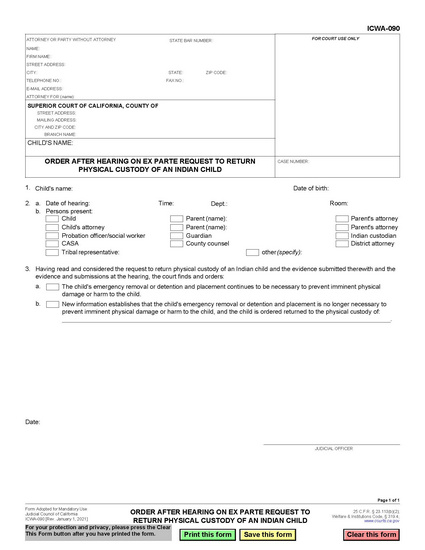 ICWA-090
ATTORNEY OR PARTY WITHOUT ATTORNEY STATE BAR NUMBER: FOR COURT USE ONLY
NAME:
FIRM NAME:
STREET ADDRESS:
CITY: STATE: ZIP CODE:
TELEPHONE NO.: FAX NO.:
E-MAIL ADDRESS:
ATTORNEY FOR (name):
SUPERIOR COURT OF CALIFORNIA, COUNTY OF
STREET ADDRESS:
MAILING ADDRESS:
CITY AND ZIP CODE:
BRANCH NAME:
CHILD'S NAME:
ORDER AFTER HEARING ON EX PARTE REQUEST TO RETURN
PHYSICAL CUSTODY OF AN INDIAN CHILD
CASE NUMBER:
1. Child's name: Date of birth:
2. a. Date of hearing: Time: Dept.: Room:
b. Persons present:
Child Parent (name): Parent's attorney
Child's attorney Parent (name): Parent's attorney
Probation officer/social worker Guardian Indian custodian
CASA County counsel District attorney
Tribal representative: other (specify):
3. Having read and considered the request to return physical custody of an Indian child and the evidence submitted therewith and the
evidence and submissions at the hearing, the court finds and orders:
a. The child's emergency removal or detention and placement continues to be necessary to prevent imminent physical
damage or harm to the child.
b. New information establishes that the child's emergency removal or detention and placement is no longer necessary to
prevent imminent physical damage or harm to the child, and the child is ordered returned to the physical custody of:
Date:
JUDICIAL OFFICER
Page 1 of 1
Form Adopted for Mandatory Use
Judicial Council of California
ICWA-090 [Rev. January 1, 2021]
ORDER AFTER HEARING ON EX PARTE REQUEST TO
RETURN PHYSICAL CUSTODY OF AN INDIAN CHILD
25 C.F.R. § 23.113(b)(2);
Welfare & Institutions Code, § 319.4
www.courts.ca.gov
For your protection and privacy, please press the Clear
This Form button after you have printed the form.
Print this form Save this form Clear this form